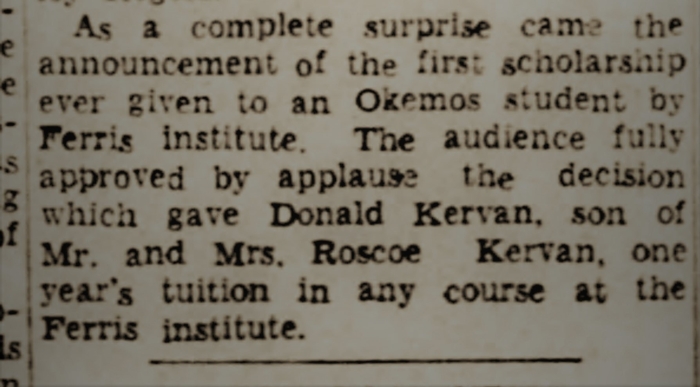 As a complete surprise came the
announcement of the first scholarship
ever given to an Okemos student by
Ferris institute. The audience fully
approved by applause the decision
which gave Donald Kervan, son of
Mr. and Mrs. Roscoe Kervan, one
year's tuition in any course at the
Ferris institute.